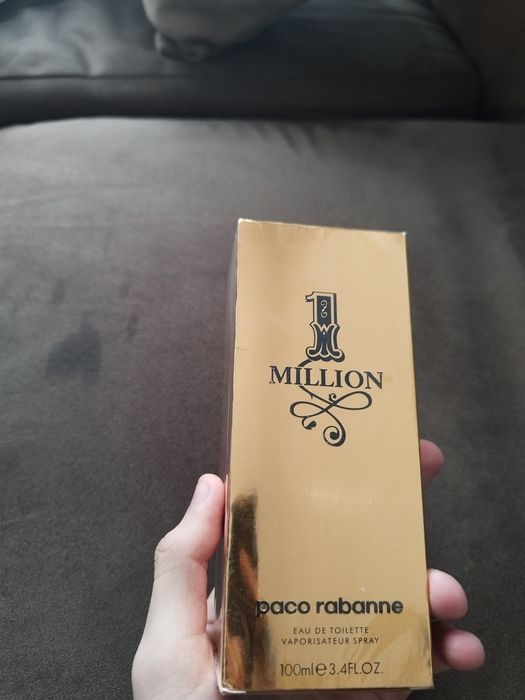 1
MILLION
paco rabanne
EAU DE TOILETTE
VAPORISATEUR SPRAY
100ml ℮ 3.4FL.OZ.